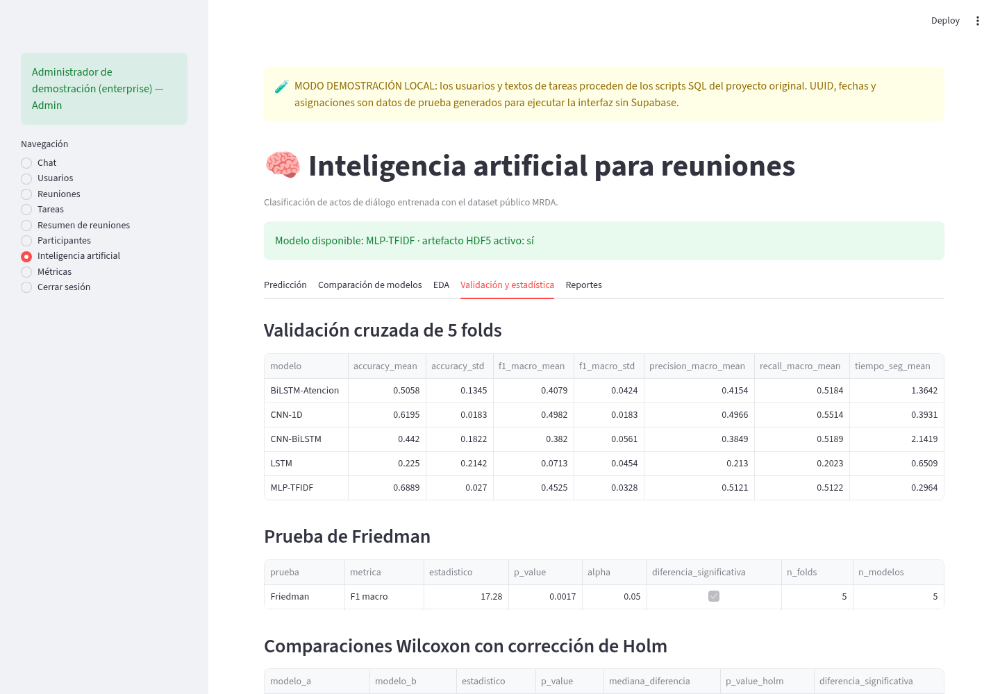 Deploy
Administrador de
demostración (enterprise) —
Admin
Navegación
Chat
Usuarios
Reuniones
Tareas
Resumen de reuniones
Participantes
Inteligencia artificial
Métricas
Cerrar sesión
MODO DEMOSTRACIÓN LOCAL: los usuarios y textos de tareas proceden de los scripts SQL del proyecto original. UUID, fechas y
asignaciones son datos de prueba generados para ejecutar la interfaz sin Supabase.
Inteligencia artificial para reuniones
Clasificación de actos de diálogo entrenada con el dataset público MRDA.
Modelo disponible: MLP-TFIDF · artefacto HDF5 activo: sí
Predicción Comparación de modelos EDA Validación y estadística Reportes
Validación cruzada de 5 folds
modelo accuracy_mean accuracy_std f1_macro_mean f1_macro_std precision_macro_mean recall_macro_mean tiempo_seg_mean
BiLSTM-Atencion 0.5058 0.1345 0.4079 0.0424 0.4154 0.5184 1.3642
CNN-1D 0.6195 0.0183 0.4982 0.0183 0.4966 0.5514 0.3931
CNN-BiLSTM 0.442 0.1822 0.382 0.0561 0.3849 0.5189 2.1419
LSTM 0.225 0.2142 0.0713 0.0454 0.213 0.2023 0.6509
MLP-TFIDF 0.6889 0.027 0.4525 0.0328 0.5121 0.5122 0.2964
Prueba de Friedman
prueba metrica estadistico p_value alpha diferencia_significativa n_folds n_modelos
Friedman F1 macro 17.28 0.0017 0.05 5 5
Comparaciones Wilcoxon con corrección de Holm
modelo_a modelo_b estadistico p_value mediana_diferencia p_value_holm diferencia_significativa